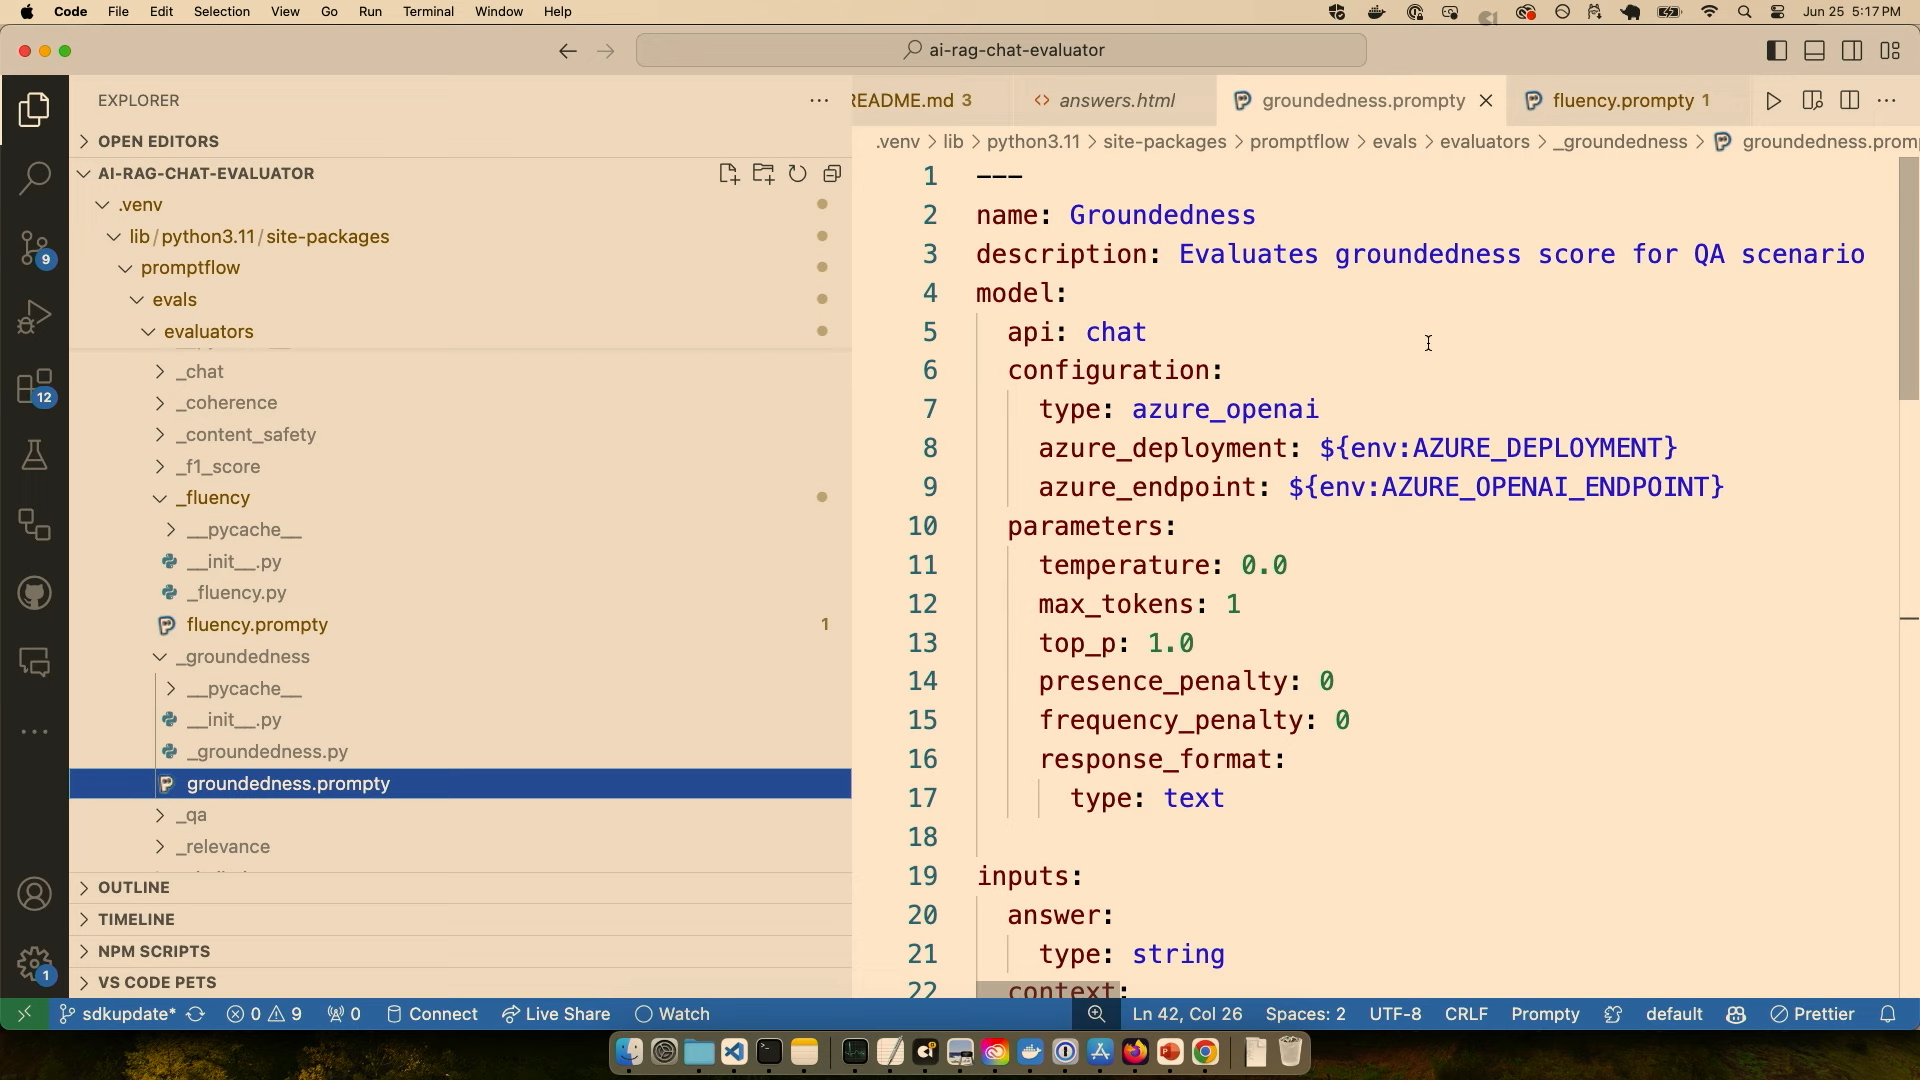 Code File Edit Selection View Go Run Terminal Window Help Jun 25 5:17 PM
ai-rag-chat-evaluator
EXPLORER
README.md 3 answers.html groundedness.prompty fluency.prompty 1
OPEN EDITORS
.venv > lib > python3.11 > site-packages > promptflow > evals > evaluators > _groundedness > groundedness.prom
AI-RAG-CHAT-EVALUATOR
.venv
lib / python3.11 / site-packages
promptflow
evals
evaluators
_chat
_coherence
_content_safety
_f1_score
_fluency
__pycache__
__init__.py
_fluency.py
fluency.prompty 1
_groundedness
__pycache__
__init__.py
_groundedness.py
groundedness.prompty
_qa
_relevance
OUTLINE
TIMELINE
NPM SCRIPTS
VS CODE PETS
9
12
1
1 ---
2 name: Groundedness
3 description: Evaluates groundedness score for QA scenario
4 model:
5 api: chat
6 configuration:
7 type: azure_openai
8 azure_deployment: ${env:AZURE_DEPLOYMENT}
9 azure_endpoint: ${env:AZURE_OPENAI_ENDPOINT}
10 parameters:
11 temperature: 0.0
12 max_tokens: 1
13 top_p: 1.0
14 presence_penalty: 0
15 frequency_penalty: 0
16 response_format:
17 type: text
18
19 inputs:
20 answer:
21 type: string
22 context:
sdkupdate* 0 9 0 Connect Live Share Watch Ln 42, Col 26 Spaces: 2 UTF-8 CRLF Prompty default Prettier